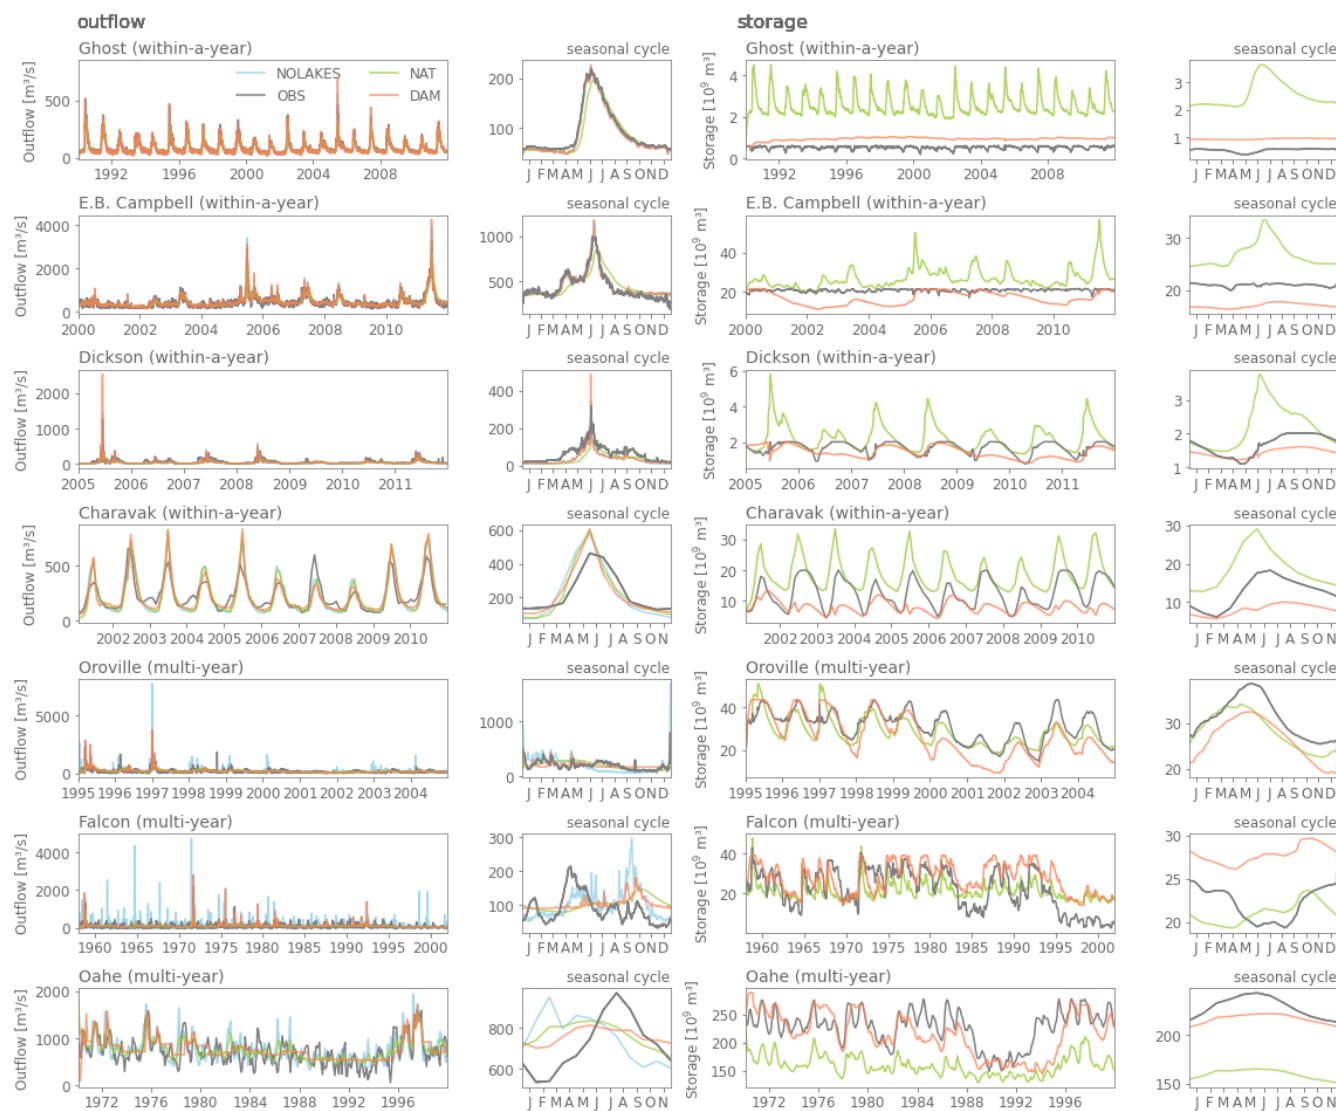 outflow
storage
Ghost (within-a-year)
seasonal cycle
Ghost (within-a-year)
seasonal cycle
Outflow [m³/s]
500
0
NOLAKES
OBS
NAT
DAM
1992 1996 2000 2004 2008
200
100
J F M A M J J A S O N D
Storage [10⁹ m³]
4
2
0
1992 1996 2000 2004 2008
3
2
1
J F M A M J J A S O N D
E.B. Campbell (within-a-year)
seasonal cycle
E.B. Campbell (within-a-year)
seasonal cycle
Outflow [m³/s]
4000
2000
0
2000 2002 2004 2006 2008 2010
1000
500
J F M A M J J A S O N D
Storage [10⁹ m³]
40
20
2000 2002 2004 2006 2008 2010
30
20
J F M A M J J A S O N D
Dickson (within-a-year)
seasonal cycle
Dickson (within-a-year)
seasonal cycle
Outflow [m³/s]
2000
1000
0
2005 2006 2007 2008 2009 2010 2011
400
200
0
J F M A M J J A S O N D
Storage [10⁹ m³]
6
4
2
2005 2006 2007 2008 2009 2010 2011
3
2
1
J F M A M J J A S O N D
Charavak (within-a-year)
seasonal cycle
Charavak (within-a-year)
seasonal cycle
Outflow [m³/s]
500
0
2002 2003 2004 2005 2006 2007 2008 2009 2010
600
400
200
J F M A M J J A S O N
Storage [10⁹ m³]
30
20
10
2002 2003 2004 2005 2006 2007 2008 2009 2010
30
20
10
J F M A M J J A S O N
Oroville (multi-year)
seasonal cycle
Oroville (multi-year)
seasonal cycle
Outflow [m³/s]
5000
0
1995 1996 1997 1998 1999 2000 2001 2002 2003 2004
1000
0
J F M A M J J A S O N D
Storage [10⁹ m³]
40
20
1995 1996 1997 1998 1999 2000 2001 2002 2003 2004
30
20
J F M A M J J A S O N D
Falcon (multi-year)
seasonal cycle
Falcon (multi-year)
seasonal cycle
Outflow [m³/s]
4000
2000
0
1960 1965 1970 1975 1980 1985 1990 1995 2000
300
200
100
J F M A M J J A S O N D
Storage [10⁹ m³]
40
20
1960 1965 1970 1975 1980 1985 1990 1995 2000
30
25
20
J F M A M J J A S O N D
Oahe (multi-year)
seasonal cycle
Oahe (multi-year)
seasonal cycle
Outflow [m³/s]
2000
1000
0
1972 1976 1980 1984 1988 1992 1996
800
600
J F M A M J J A S O N
Storage [10⁹ m³]
250
200
150
1972 1976 1980 1984 1988 1992 1996
200
150
J F M A M J J A S O N D